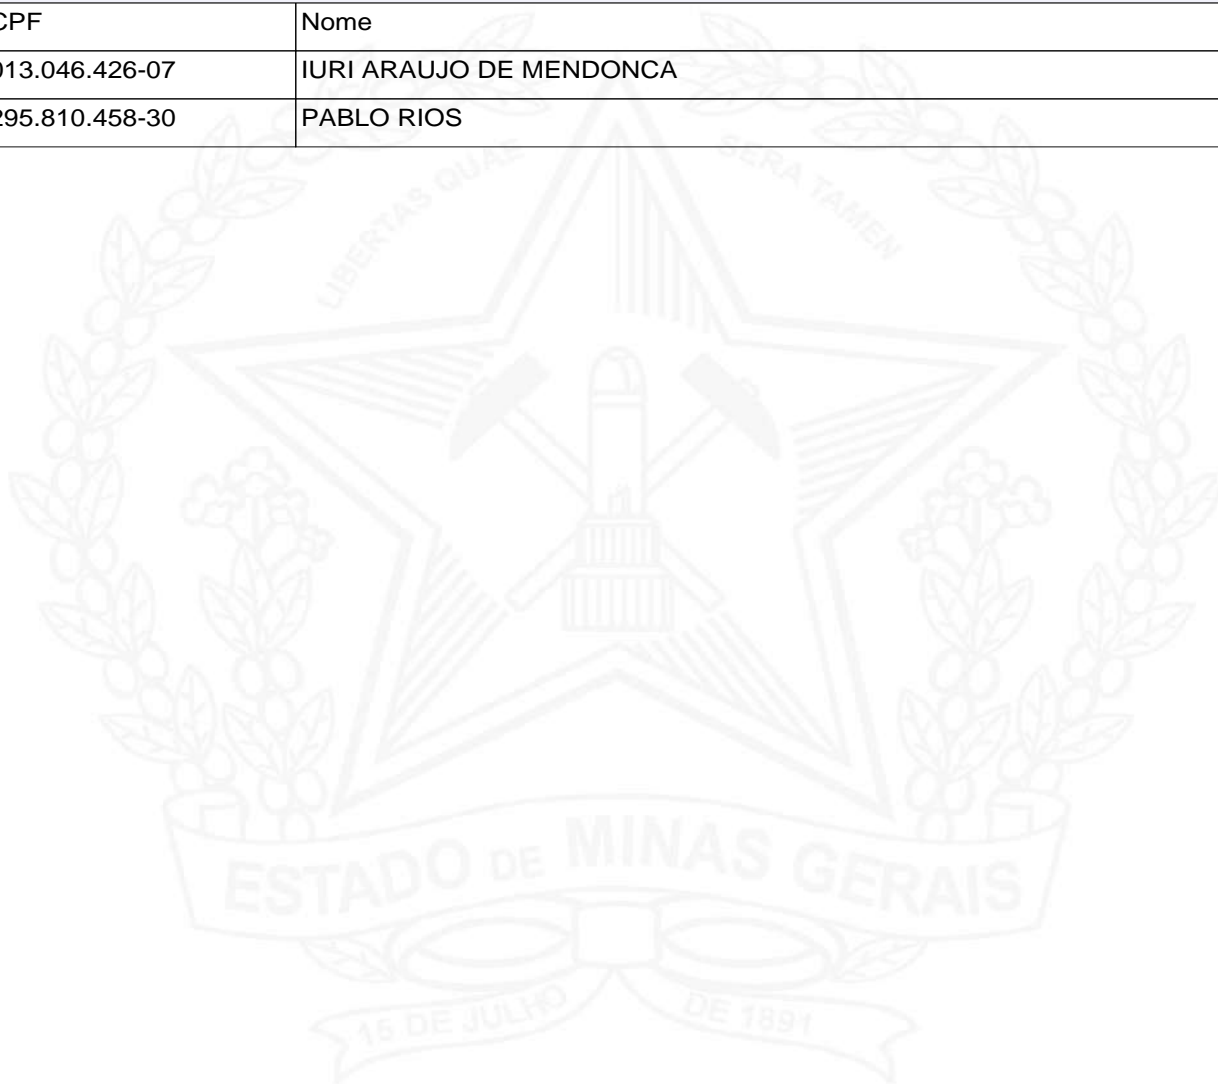 CPF Nome
013.046.426-07 IURI ARAUJO DE MENDONCA
295.810.458-30 PABLO RIOS
LIBERTAS QUAE SERA TAMEN
ESTADO DE MINAS GERAIS
15 DE JULHO DE 1891